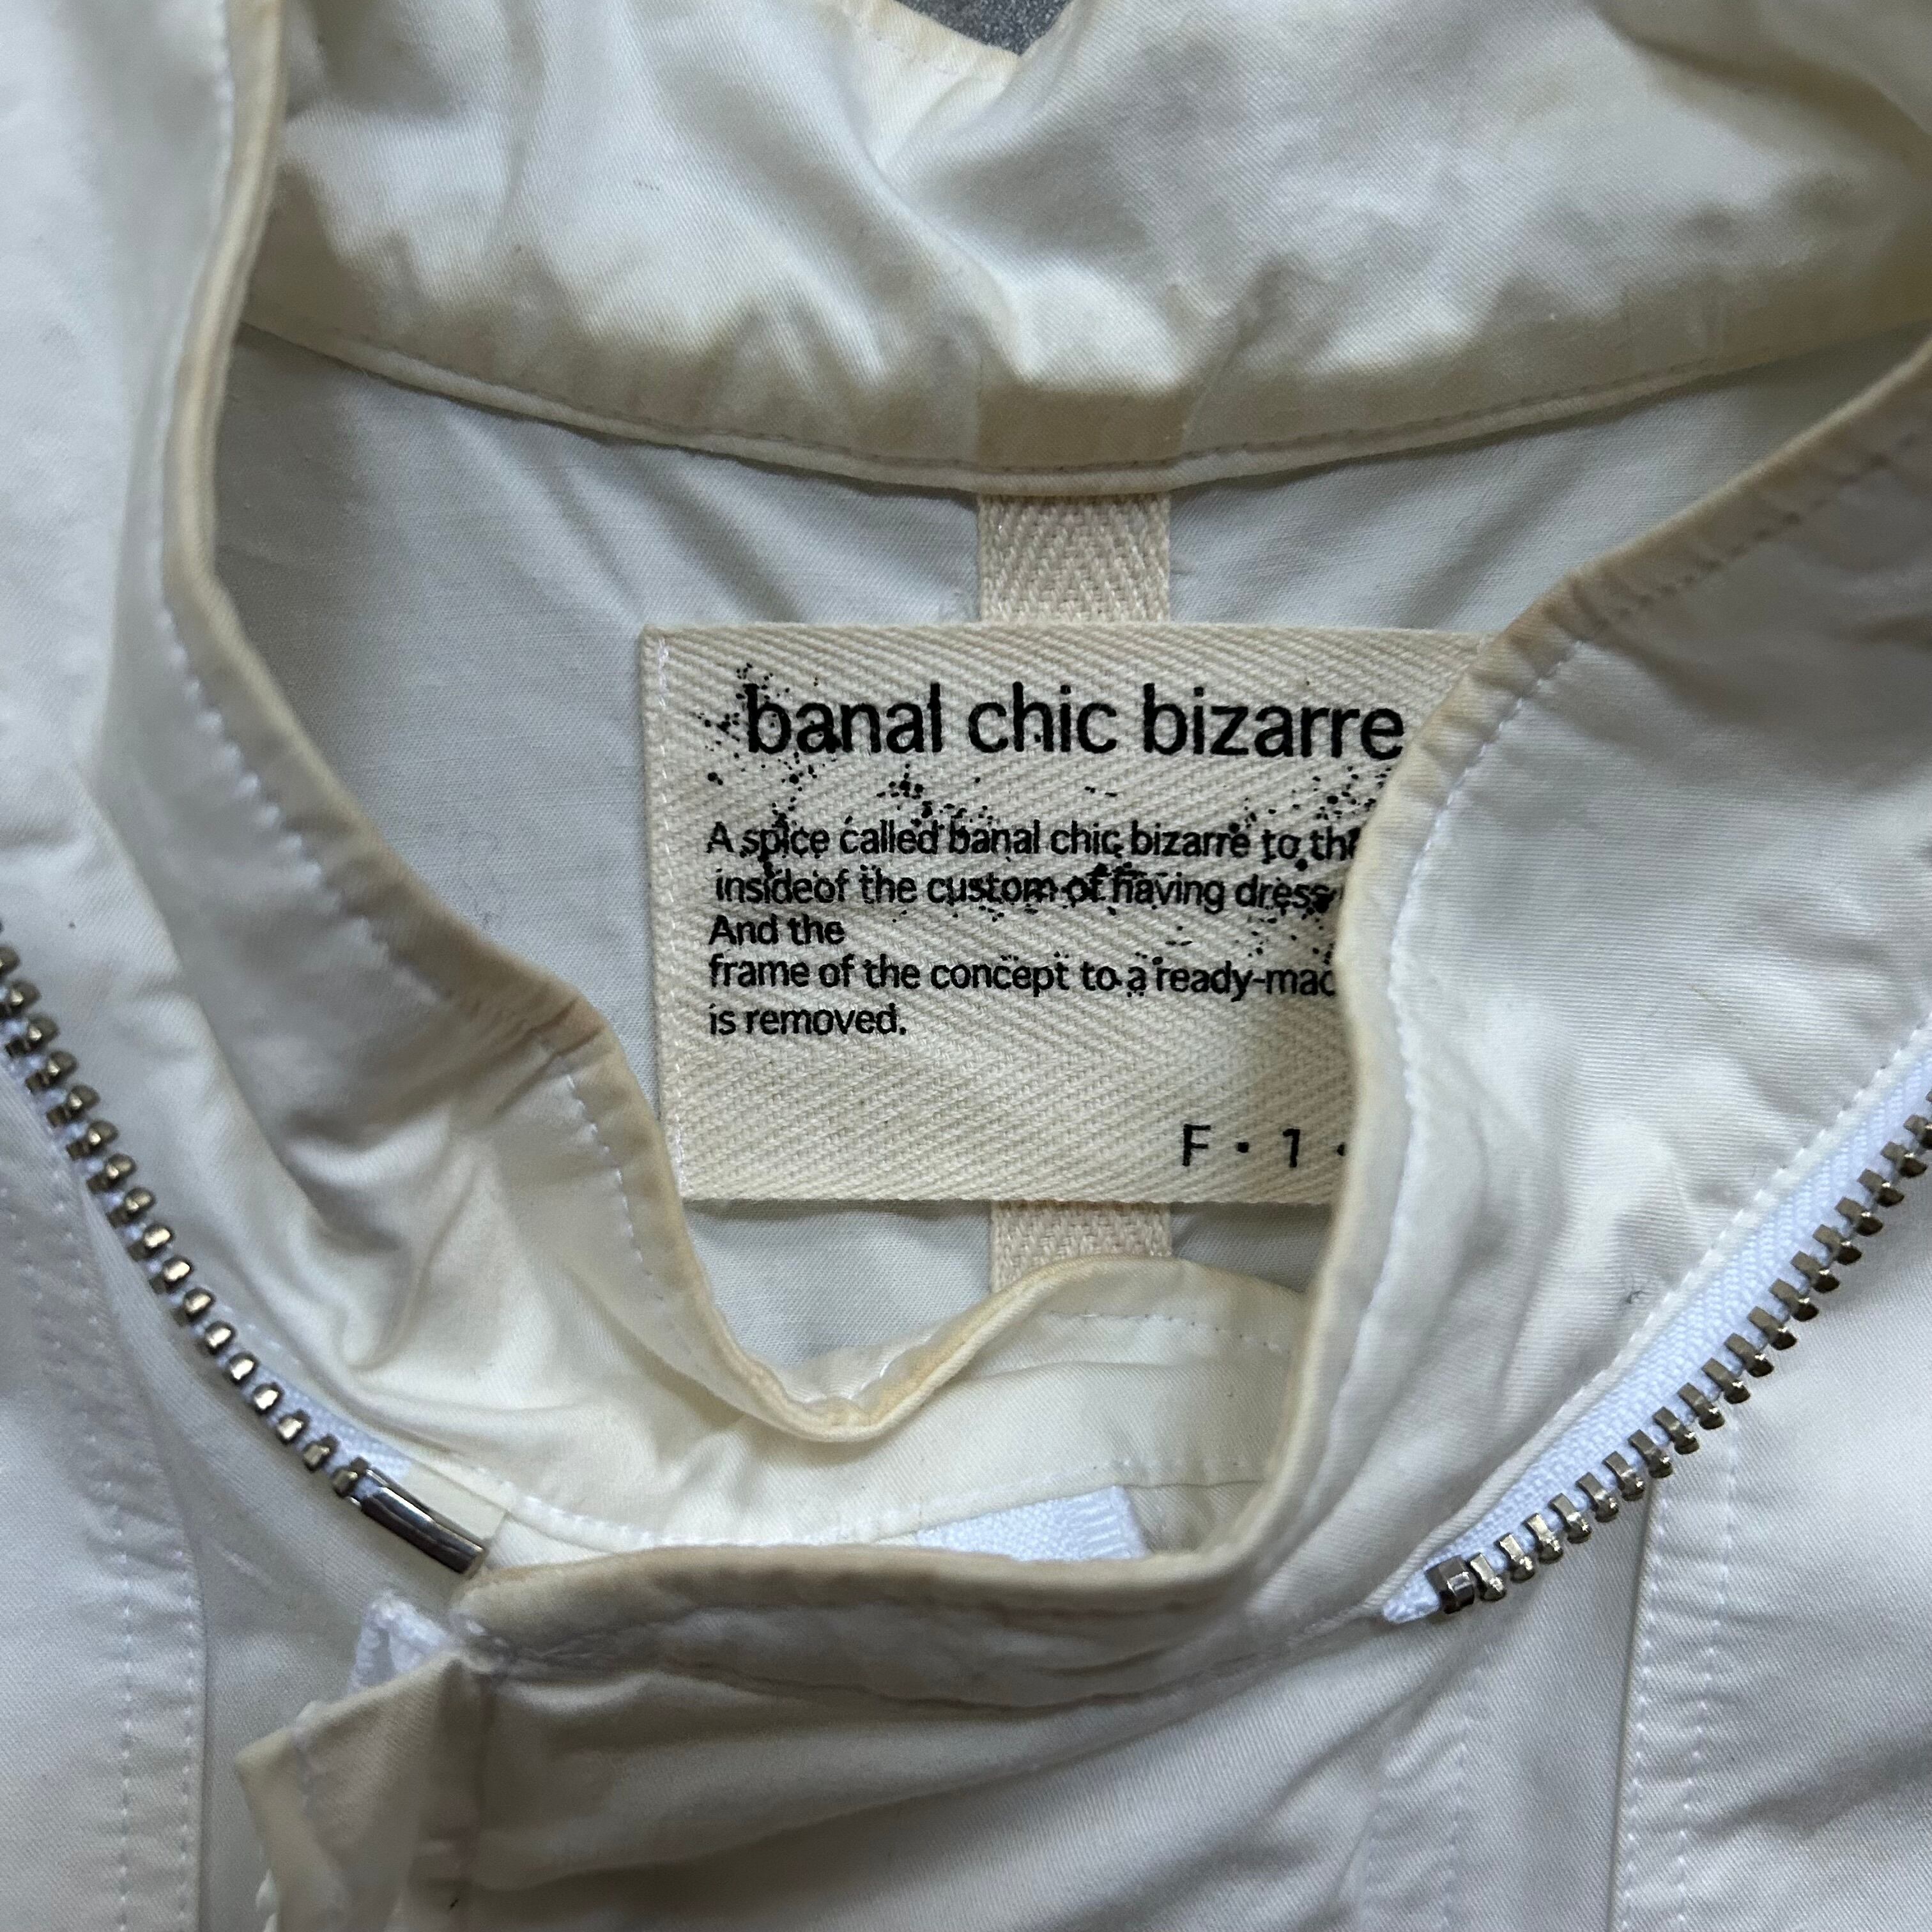 banal chic bizarre
A spice called banal chic bizarre to the
insideof the custom of having dress
And the
frame of the concept to a ready-mad
is removed.
F · 1 ·